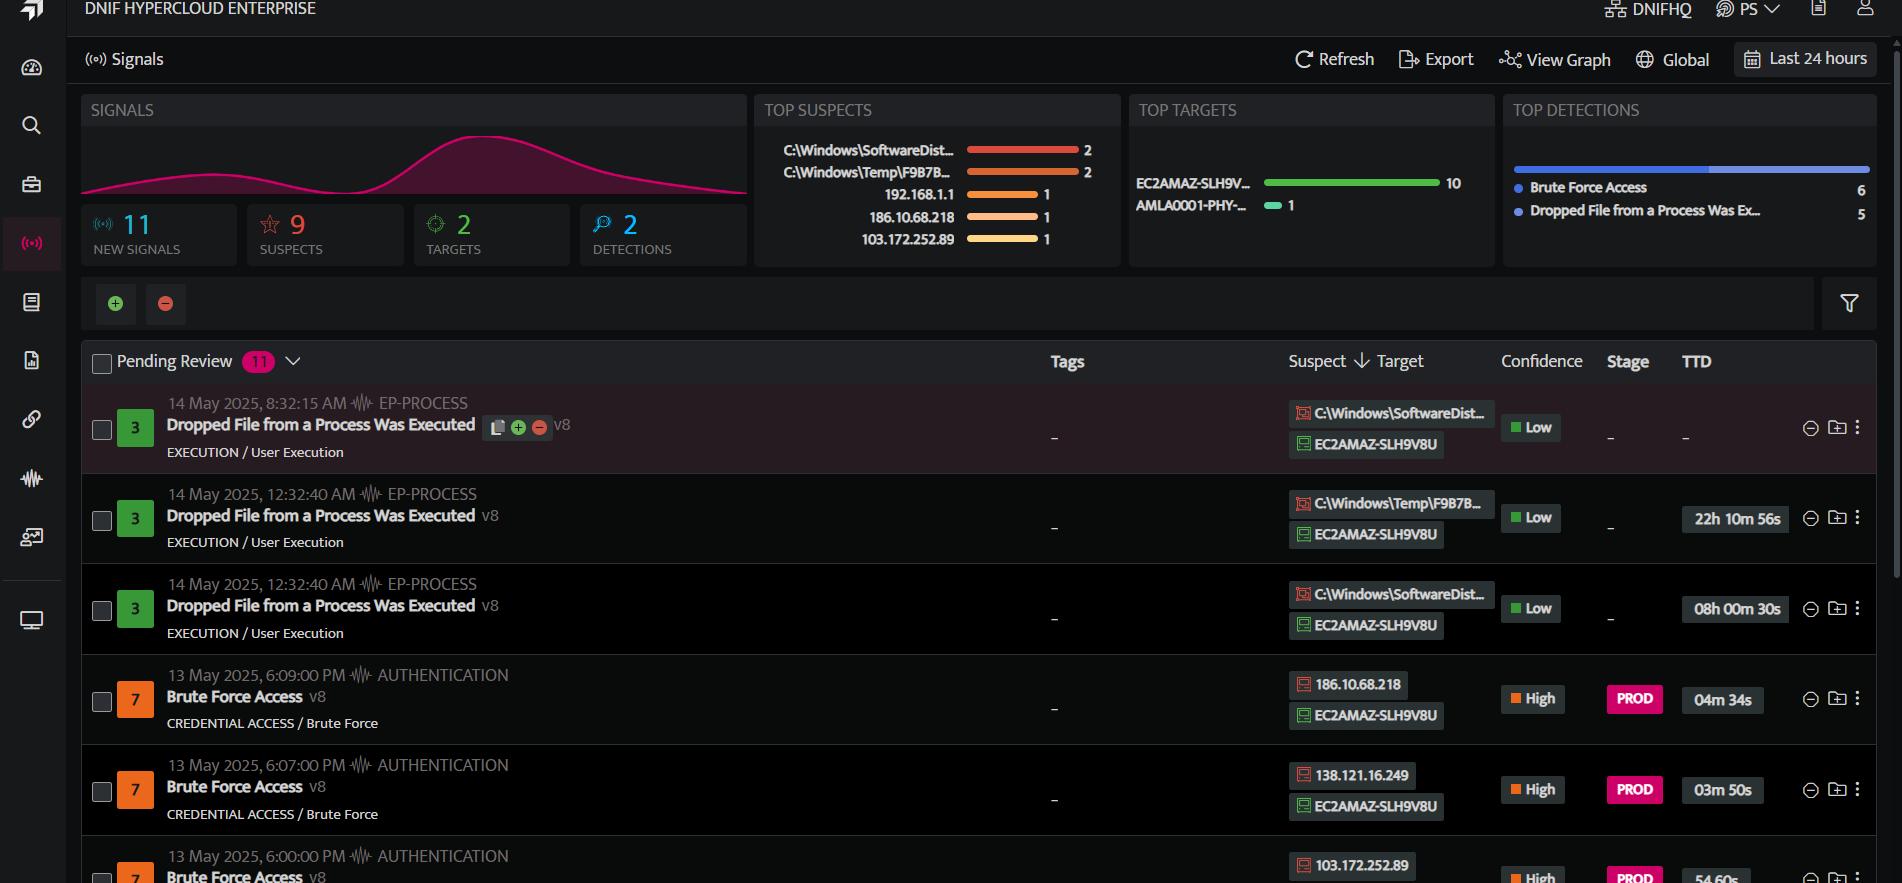 DNIF HYPERCLOUD ENTERPRISE
DNIFHQ PS
Signals
Refresh Export View Graph Global Last 24 hours
SIGNALS
11
NEW SIGNALS
9
SUSPECTS
2
TARGETS
2
DETECTIONS
TOP SUSPECTS
C:\Windows\SoftwareDist... 2
C:\Windows\Temp\F9B7B... 2
192.168.1.1 1
186.10.68.218 1
103.172.252.89 1
TOP TARGETS
EC2AMAZ-SLH9V... 10
AMLA0001-PHY-... 1
TOP DETECTIONS
Brute Force Access 6
Dropped File from a Process Was Ex... 5
Pending Review 11 Tags Suspect Target Confidence Stage TTD
14 May 2025, 8:32:15 AM EP-PROCESS
3 Dropped File from a Process Was Executed v8
EXECUTION / User Execution
–
C:\Windows\SoftwareDist...
EC2AMAZ-SLH9V8U
Low – –
14 May 2025, 12:32:40 AM EP-PROCESS
3 Dropped File from a Process Was Executed v8
EXECUTION / User Execution
–
C:\Windows\Temp\F9B7B...
EC2AMAZ-SLH9V8U
Low – 22h 10m 56s
14 May 2025, 12:32:40 AM EP-PROCESS
3 Dropped File from a Process Was Executed v8
EXECUTION / User Execution
–
C:\Windows\SoftwareDist...
EC2AMAZ-SLH9V8U
Low – 08h 00m 30s
13 May 2025, 6:09:00 PM AUTHENTICATION
7 Brute Force Access v8
CREDENTIAL ACCESS / Brute Force
–
186.10.68.218
EC2AMAZ-SLH9V8U
High PROD 04m 34s
13 May 2025, 6:07:00 PM AUTHENTICATION
7 Brute Force Access v8
CREDENTIAL ACCESS / Brute Force
–
138.121.16.249
EC2AMAZ-SLH9V8U
High PROD 03m 50s
13 May 2025, 6:00:00 PM AUTHENTICATION
7 Brute Force Access v8
103.172.252.89
High PROD 54.60s